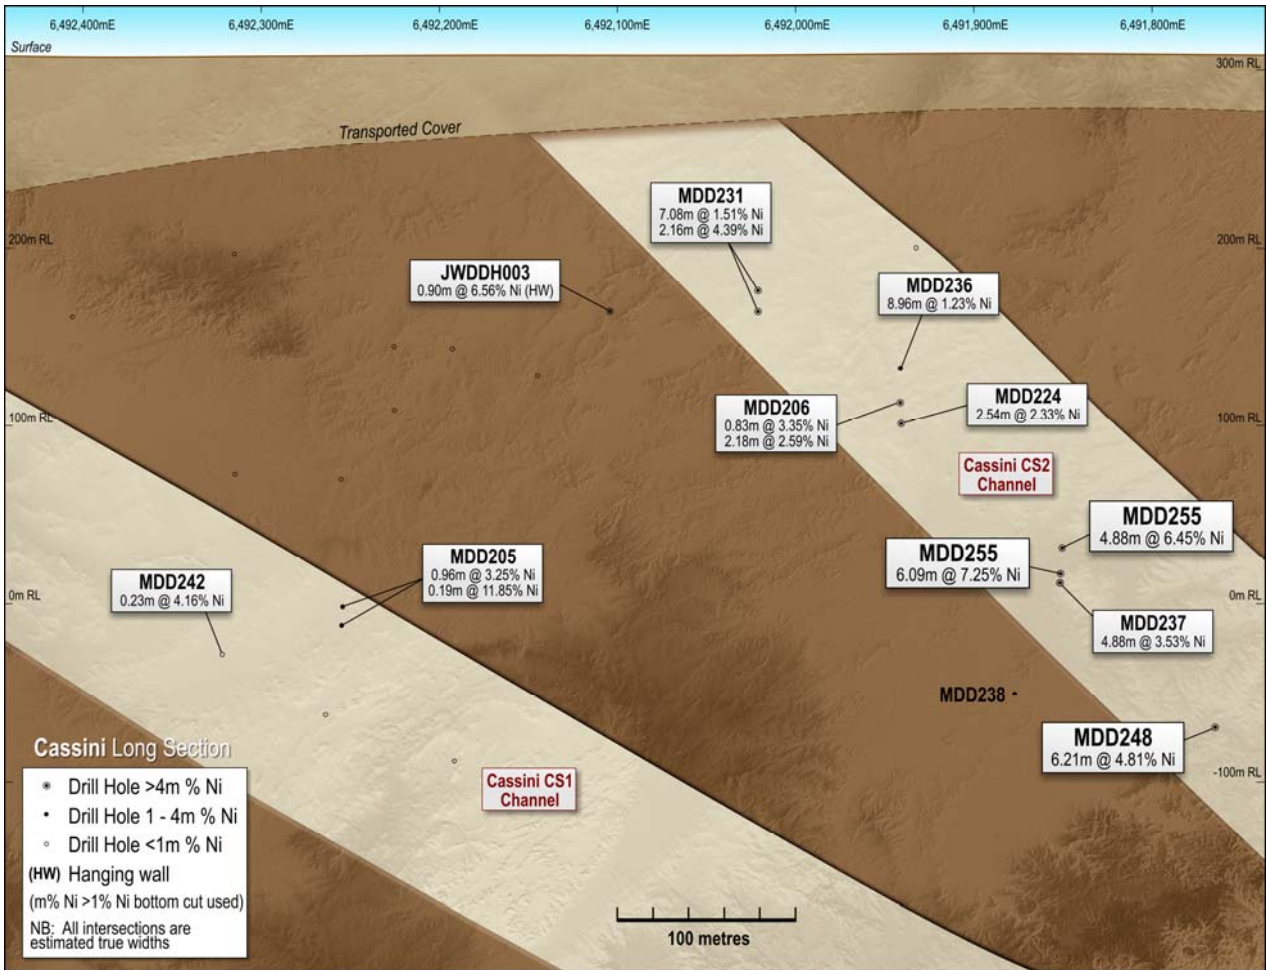 6,492,400mE
6,492,300mE
6,492,200mE
6,492,100mE
6,492,000mE
6,491,900mE
6,491,800mE
Surface
300m RL
Transported Cover
MDD231
7.08m @ 1.51% Ni
2.16m @ 4.39% Ni
200m RL
200m RL
JWDDH003
0.90m @ 6.56% Ni (HW)
MDD236
8.96m @ 1.23% Ni
MDD206
0.83m @ 3.35% Ni
2.18m @ 2.59% Ni
MDD224
2.54m @ 2.33% Ni
100m RL
100m RL
Cassini CS2
Channel
MDD255
4.88m @ 6.45% Ni
MDD255
6.09m @ 7.25% Ni
MDD205
0.96m @ 3.25% Ni
0.19m @ 11.85% Ni
MDD242
0.23m @ 4.16% Ni
0m RL
0m RL
MDD237
4.88m @ 3.53% Ni
MDD238
MDD248
6.21m @ 4.81% Ni
-100m RL
Cassini CS1
Channel
Cassini Long Section
Drill Hole >4m % Ni
Drill Hole 1 - 4m % Ni
Drill Hole <1m % Ni
(HW) Hanging wall
(m% Ni >1% Ni bottom cut used)
NB: All intersections are
estimated true widths
100 metres